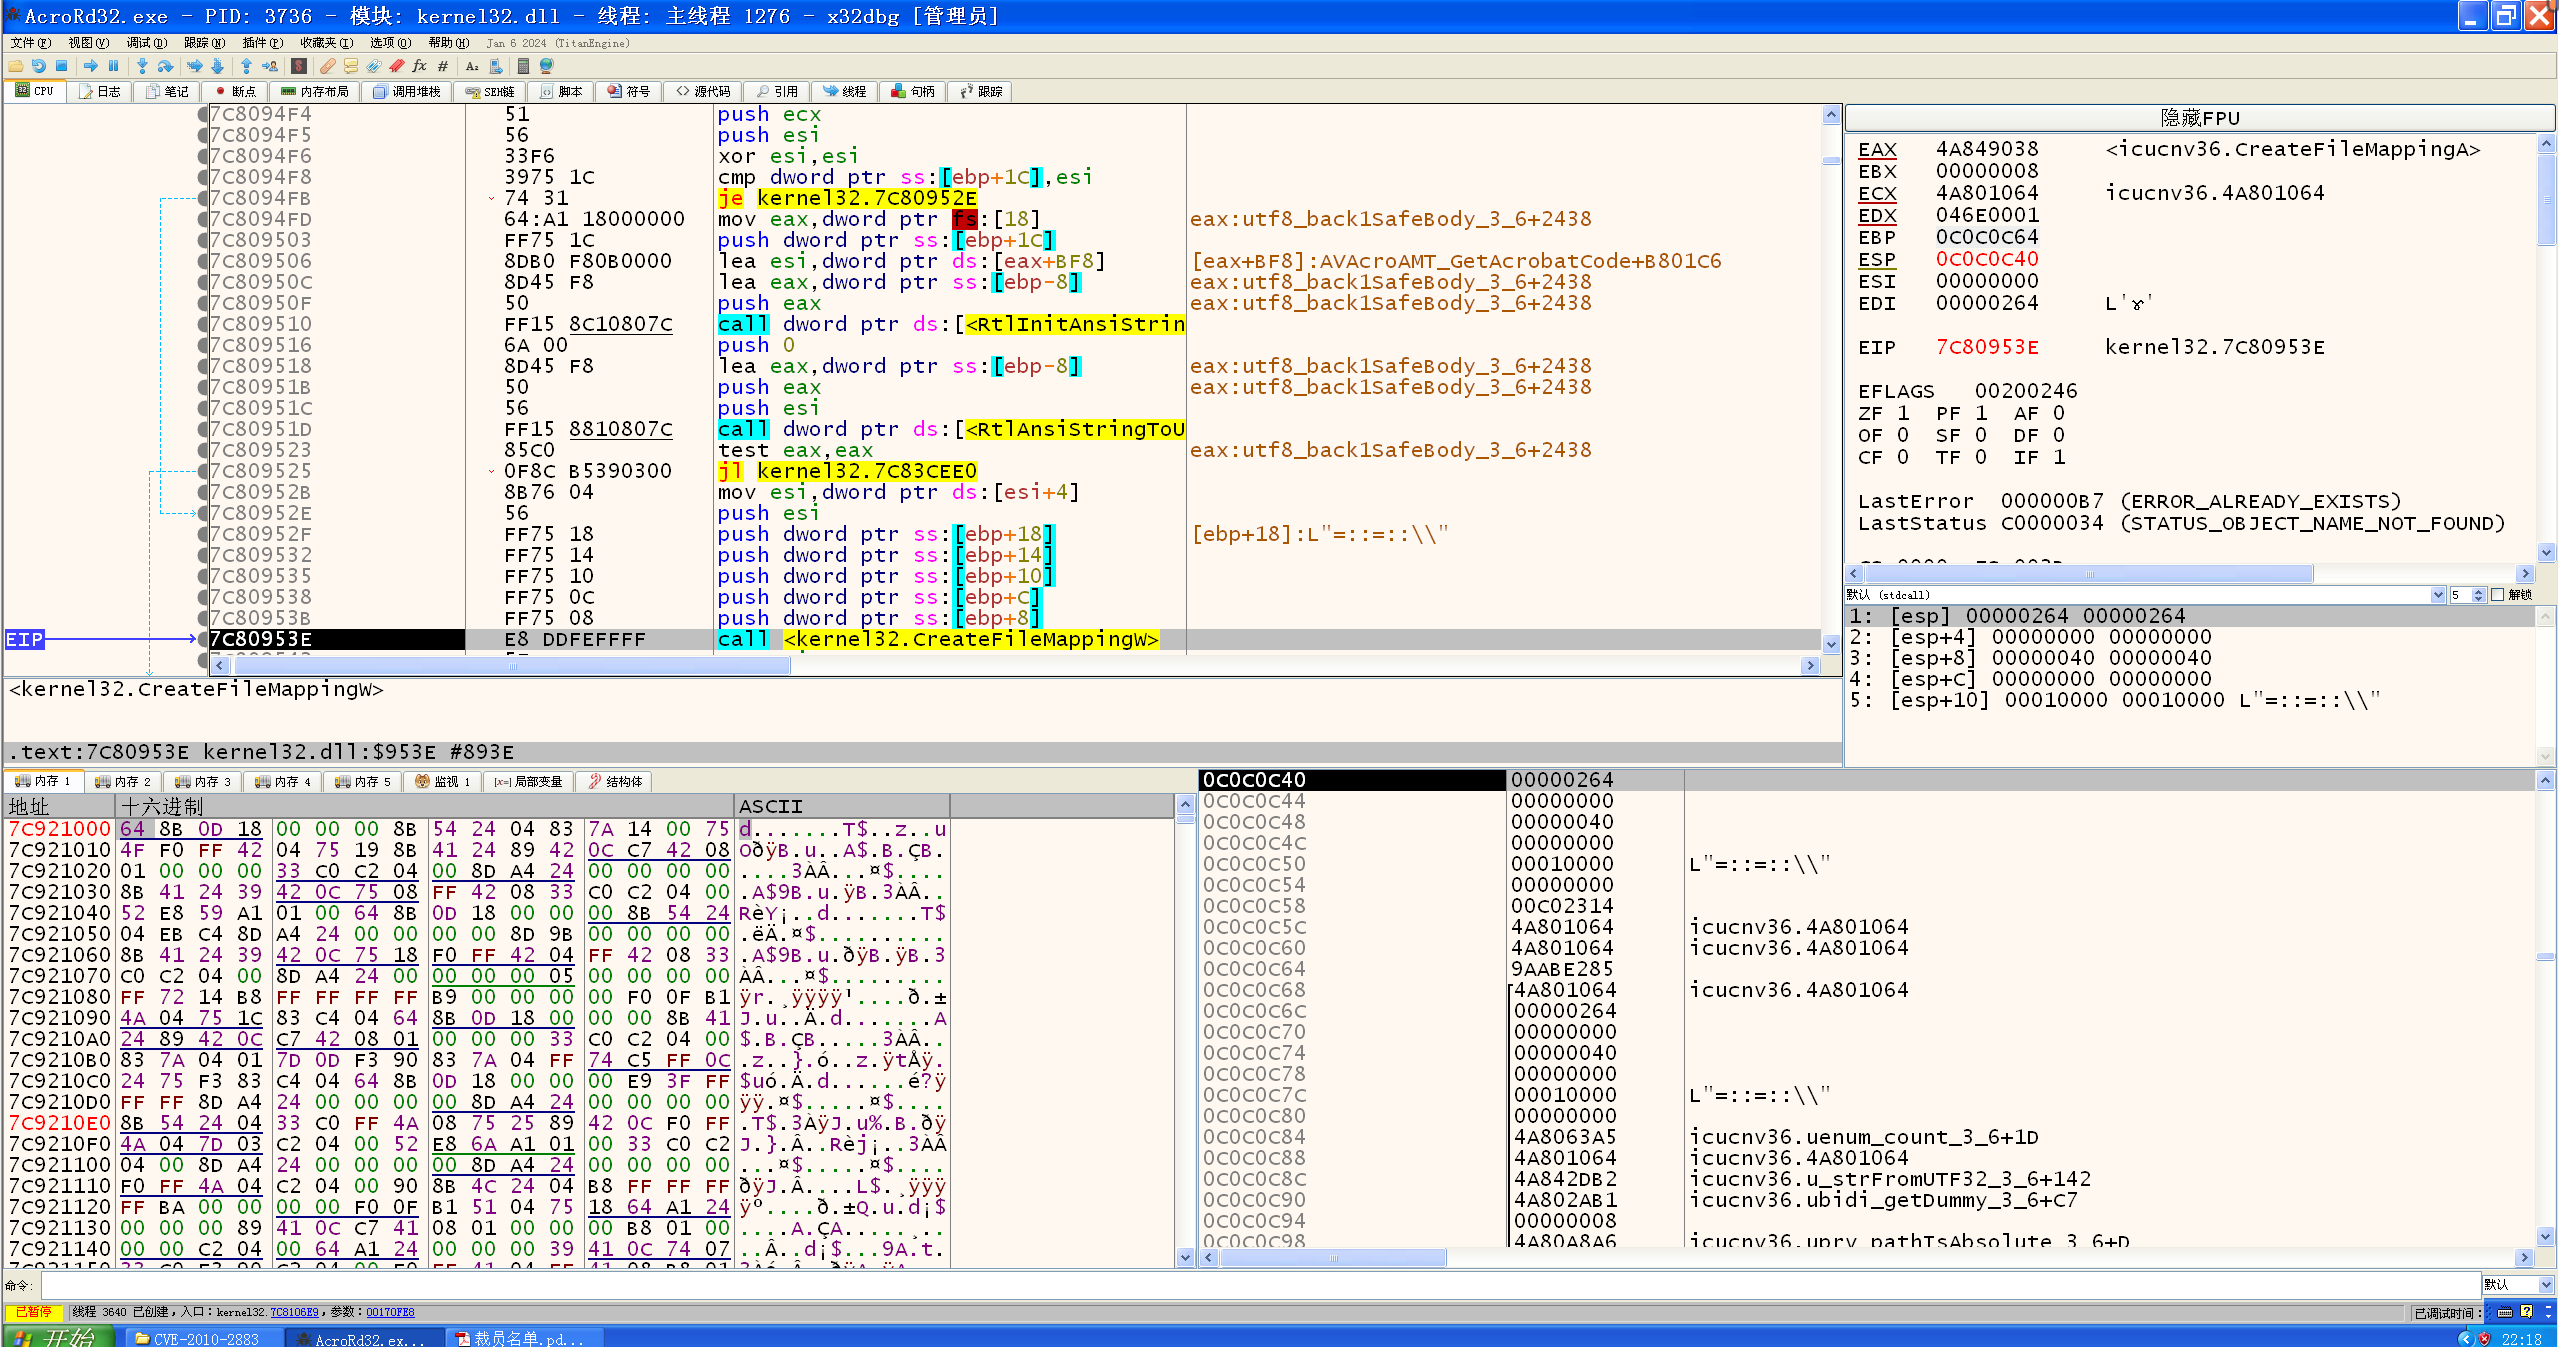 AcroRd32.exe - PID: 3736 - 模块: kernel32.dll - 线程: 主线程 1276 - x32dbg [管理员]
文件(F) 视图(V) 调试(D) 跟踪(N) 插件(P) 收藏夹(I) 选项(O) 帮助(H) Jan 6 2024 (TitanEngine)
CPU 日志 笔记 断点 内存布局 调用堆栈 SEH链 脚本 符号 源代码 引用 线程 句柄 跟踪
7C8094F4 51 push ecx
7C8094F5 56 push esi
7C8094F6 33F6 xor esi,esi
7C8094F8 3975 1C cmp dword ptr ss:[ebp+1C],esi
7C8094FB 74 31 je kernel32.7C80952E
7C8094FD 64:A1 18000000 mov eax,dword ptr fs:[18] eax:utf8_back1SafeBody_3_6+2438
7C809503 FF75 1C push dword ptr ss:[ebp+1C]
7C809506 8DB0 F80B0000 lea esi,dword ptr ds:[eax+BF8] [eax+BF8]:AVAcroAMT_GetAcrobatCode+B801C6
7C80950C 8D45 F8 lea eax,dword ptr ss:[ebp-8] eax:utf8_back1SafeBody_3_6+2438
7C80950F 50 push eax eax:utf8_back1SafeBody_3_6+2438
7C809510 FF15 8C10807C call dword ptr ds:[<RtlInitAnsiStrin
7C809516 6A 00 push 0
7C809518 8D45 F8 lea eax,dword ptr ss:[ebp-8] eax:utf8_back1SafeBody_3_6+2438
7C80951B 50 push eax eax:utf8_back1SafeBody_3_6+2438
7C80951C 56 push esi
7C80951D FF15 8810807C call dword ptr ds:[<RtlAnsiStringToU
7C809523 85C0 test eax,eax eax:utf8_back1SafeBody_3_6+2438
7C809525 0F8C B5390300 jl kernel32.7C83CEE0
7C80952B 8B76 04 mov esi,dword ptr ds:[esi+4]
7C80952E 56 push esi
7C80952F FF75 18 push dword ptr ss:[ebp+18] [ebp+18]:L"=::=::\\"
7C809532 FF75 14 push dword ptr ss:[ebp+14]
7C809535 FF75 10 push dword ptr ss:[ebp+10]
7C809538 FF75 0C push dword ptr ss:[ebp+C]
7C80953B FF75 08 push dword ptr ss:[ebp+8]
EIP 7C80953E E8 DDFEFFFF call <kernel32.CreateFileMappingW>
<kernel32.CreateFileMappingW>
.text:7C80953E kernel32.dll:$953E #893E
隐藏FPU
EAX 4A849038 <icucnv36.CreateFileMappingA>
EBX 00000008
ECX 4A801064 icucnv36.4A801064
EDX 046E0001
EBP 0C0C0C64
ESP 0C0C0C40
ESI 00000000
EDI 00000264 L'ɤ'
EIP 7C80953E kernel32.7C80953E
EFLAGS 00200246
ZF 1 PF 1 AF 0
OF 0 SF 0 DF 0
CF 0 TF 0 IF 1
LastError 000000B7 (ERROR_ALREADY_EXISTS)
LastStatus C0000034 (STATUS_OBJECT_NAME_NOT_FOUND)
默认 (stdcall) 5 解锁
1: [esp] 00000264 00000264
2: [esp+4] 00000000 00000000
3: [esp+8] 00000040 00000040
4: [esp+C] 00000000 00000000
5: [esp+10] 00010000 00010000 L"=::=::\\"
内存 1 内存 2 内存 3 内存 4 内存 5 监视 1 [x=]局部变量 结构体
地址 十六进制 ASCII
7C921000 64 8B 0D 18 00 00 00 8B 54 24 04 83 7A 14 00 75 d.......T$..z..u
7C921010 4F F0 FF 42 04 75 19 8B 41 24 89 42 0C C7 42 08 OðÿB.u..A$.B.ÇB.
7C921020 01 00 00 00 33 C0 C2 04 00 8D A4 24 00 00 00 00 ....3ÀÂ...¤$....
7C921030 8B 41 24 39 42 0C 75 08 FF 42 08 33 C0 C2 04 00 .A$9B.u.ÿB.3ÀÂ..
7C921040 52 E8 59 A1 01 00 64 8B 0D 18 00 00 00 8B 54 24 RèY¡..d.......T$
7C921050 04 EB C4 8D A4 24 00 00 00 00 8D 9B 00 00 00 00 .ëÄ.¤$..........
7C921060 8B 41 24 39 42 0C 75 18 F0 FF 42 04 FF 42 08 33 .A$9B.u.ðÿB.ÿB.3
7C921070 C0 C2 04 00 8D A4 24 00 00 00 00 05 00 00 00 00 ÀÂ...¤$.........
7C921080 FF 72 14 B8 FF FF FF FF B9 00 00 00 00 F0 0F B1 ÿr.¸ÿÿÿÿ¹....ð.±
7C921090 4A 04 75 1C 83 C4 04 64 8B 0D 18 00 00 00 8B 41 J.u..Ä.d.......A
7C9210A0 24 89 42 0C C7 42 08 01 00 00 00 33 C0 C2 04 00 $.B.ÇB.....3ÀÂ..
7C9210B0 83 7A 04 01 7D 0D F3 90 83 7A 04 FF 74 C5 FF 0C .z..}.ó..z.ÿtÅÿ.
7C9210C0 24 75 F3 83 C4 04 64 8B 0D 18 00 00 00 E9 3F FF $uó.Ä.d......é?ÿ
7C9210D0 FF FF 8D A4 24 00 00 00 00 8D A4 24 00 00 00 00 ÿÿ.¤$.....¤$....
7C9210E0 8B 54 24 04 33 C0 FF 4A 08 75 25 89 42 0C F0 FF .T$.3ÀÿJ.u%.B.ðÿ
7C9210F0 4A 04 7D 03 C2 04 00 52 E8 6A A1 01 00 33 C0 C2 J.}.Â..Rèj¡..3ÀÂ
7C921100 04 00 8D A4 24 00 00 00 00 8D A4 24 00 00 00 00 ...¤$.....¤$....
7C921110 F0 FF 4A 04 C2 04 00 90 8B 4C 24 04 B8 FF FF FF ðÿJ.Â....L$.¸ÿÿÿ
7C921120 FF BA 00 00 00 00 F0 0F B1 51 04 75 18 64 A1 24 ÿº....ð.±Q.u.d¡$
7C921130 00 00 00 89 41 0C C7 41 08 01 00 00 00 B8 01 00 ....A.ÇA.....¸..
7C921140 00 00 C2 04 00 64 A1 24 00 00 00 39 41 0C 74 07 ..Â..d¡$...9A.t.
0C0C0C40 00000264
0C0C0C44 00000000
0C0C0C48 00000040
0C0C0C4C 00000000
0C0C0C50 00010000 L"=::=::\\"
0C0C0C54 00000000
0C0C0C58 00C02314
0C0C0C5C 4A801064 icucnv36.4A801064
0C0C0C60 4A801064 icucnv36.4A801064
0C0C0C64 9AABE285
0C0C0C68 4A801064 icucnv36.4A801064
0C0C0C6C 00000264
0C0C0C70 00000000
0C0C0C74 00000040
0C0C0C78 00000000
0C0C0C7C 00010000 L"=::=::\\"
0C0C0C80 00000000
0C0C0C84 4A8063A5 icucnv36.uenum_count_3_6+1D
0C0C0C88 4A801064 icucnv36.4A801064
0C0C0C8C 4A842DB2 icucnv36.u_strFromUTF32_3_6+142
0C0C0C90 4A802AB1 icucnv36.ubidi_getDummy_3_6+C7
0C0C0C94 00000008
0C0C0C98 4A80A8A6 icucnv36.uprv_pathIsAbsolute_3_6+D
命令: 默认
已暂停 线程 3640 已创建，入口：kernel32.7C8106E9，参数：00170FE8 已调试时间：
开始 CVE-2010-2883 AcroRd32.ex... 裁员名单.pd... 22:18